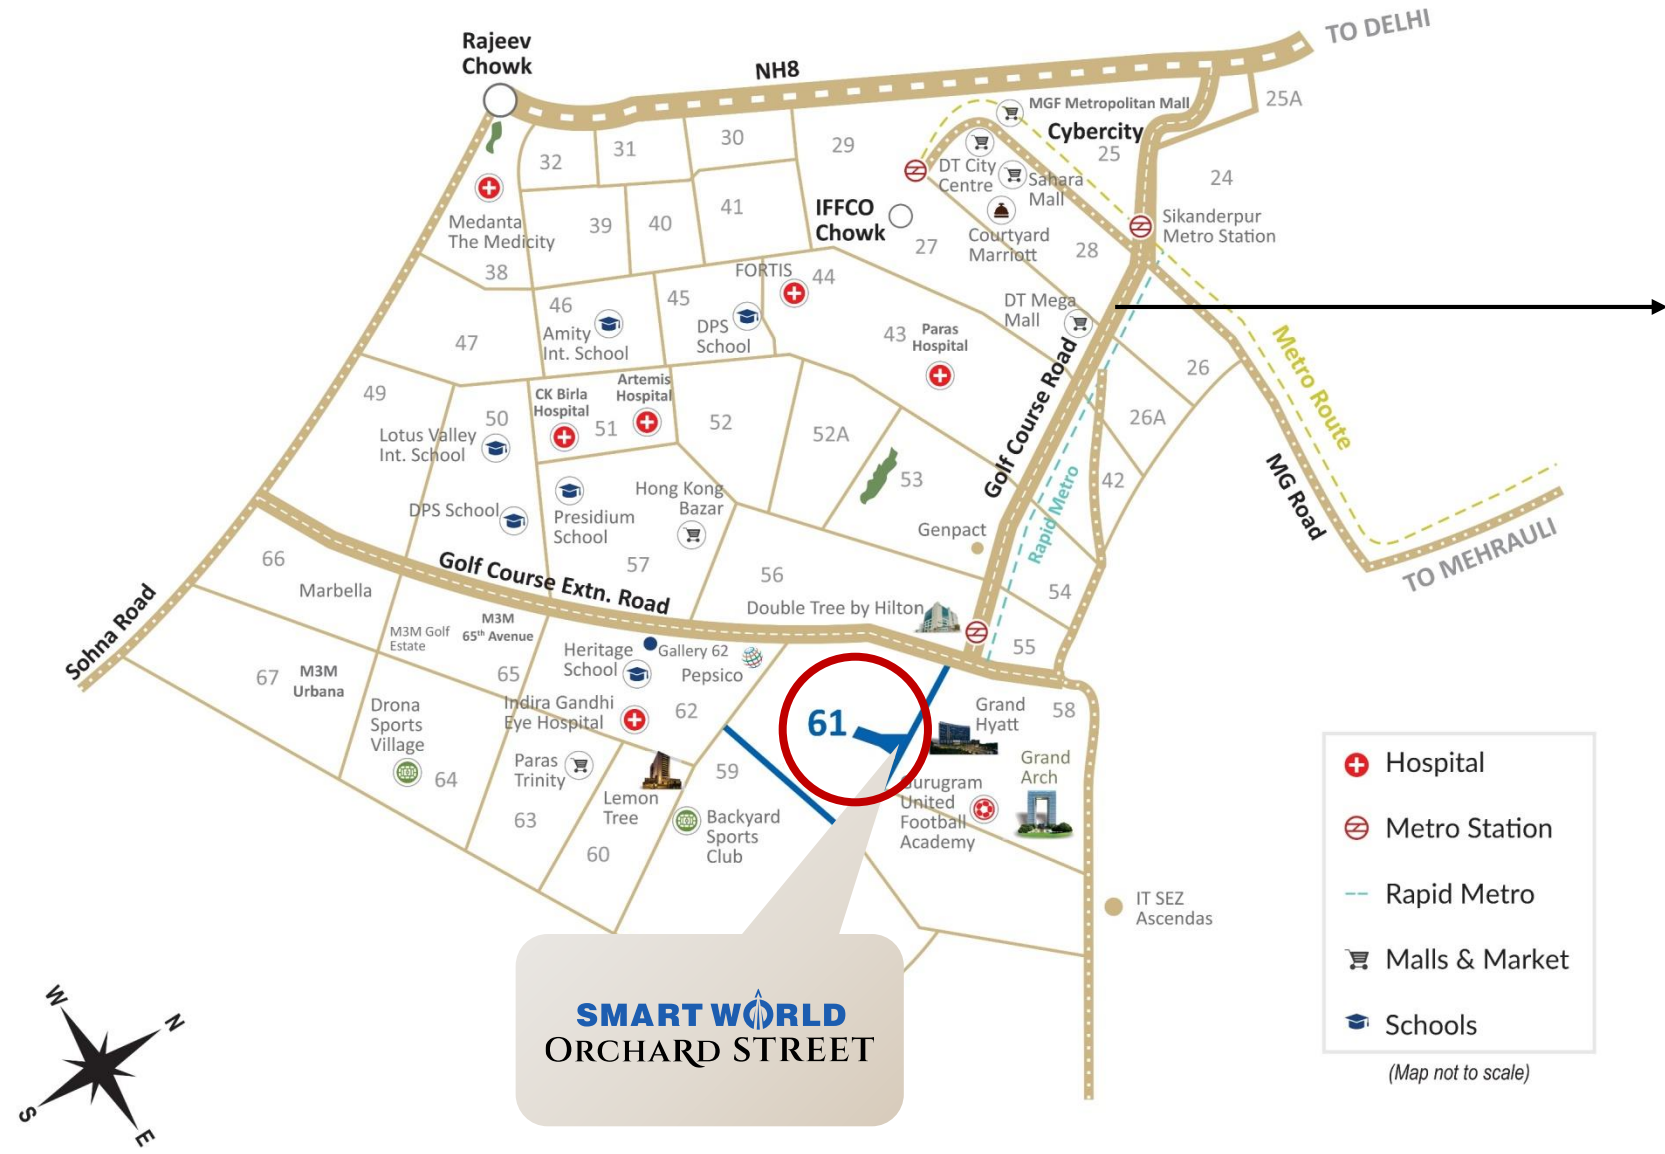 TO DELHI
Rajeev
Chowk
NH8
25A
MGF Metropolitan Mall
Cybercity
25
24
32
31
30
29
DT City
Centre
Sahara
Mall
Medanta
The Medicity
39
40
41
IFFCO
Chowk
27
Courtyard
Marriott
28
Sikanderpur
Metro Station
38
FORTIS
44
46
Amity
Int. School
45
DPS
School
DT Mega
Mall
47
43
Paras
Hospital
26
Metro Route
49
CK Birla
Hospital
Artemis
Hospital
50
51
52
52A
26A
Lotus Valley
Int. School
Golf Course Road
53
42
Hong Kong
Bazar
DPS School
Presidium
School
Genpact
Rapid Metro
MG Road
TO MEHRAULI
66
Marbella
Golf Course Extn. Road
57
56
54
Double Tree by Hilton
Sohna Road
M3M Golf
Estate
M3M
65th Avenue
Heritage
School
Gallery 62
Pepsico
55
67
M3M
Urbana
65
Drona
Sports
Village
Indira Gandhi
Eye Hospital
62
61
Grand
Hyatt
58
64
Paras
Trinity
59
Grand
Arch
Lemon
Tree
63
Backyard
Sports
Club
Gurugram
United
Football
Academy
60
IT SEZ
Ascendas
Hospital
Metro Station
Rapid Metro
Malls & Market
Schools
(Map not to scale)
SMART WORLD
ORCHARD STREET
W
N
S
E